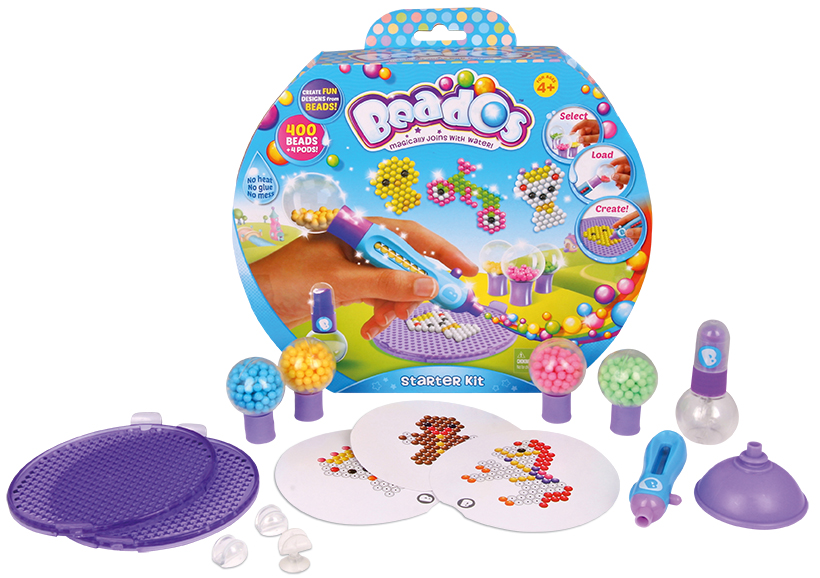 CREATE FUN
DESIGNS from
BEADS!
400
BEADS
+ 4 PODS!
No heat
No glue
No mess
BeadOs™
magically joins with water!
FOR AGES
4+
Select
Load
Create!
B
Starter Kit
B
B
B
B